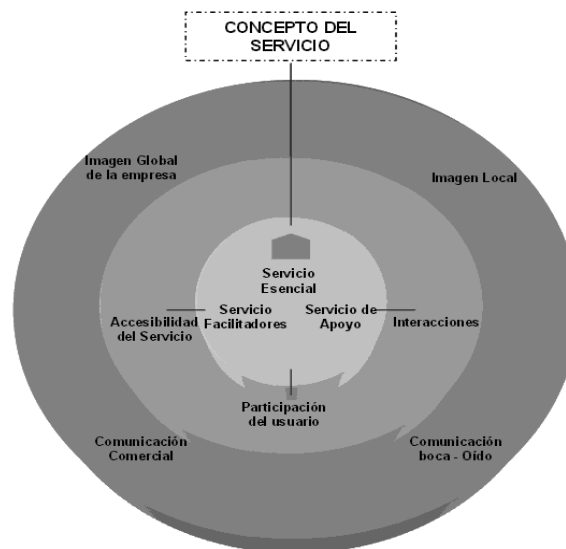 CONCEPTO DEL
SERVICIO
Imagen Global
de la empresa
Imagen Local
Servicio
Esencial
Accesibilidad
del Servicio
Servicio
Facilitadores
Servicio de
Apoyo
Interacciones
Participación
del usuario
Comunicación
Comercial
Comunicación
boca - Oído